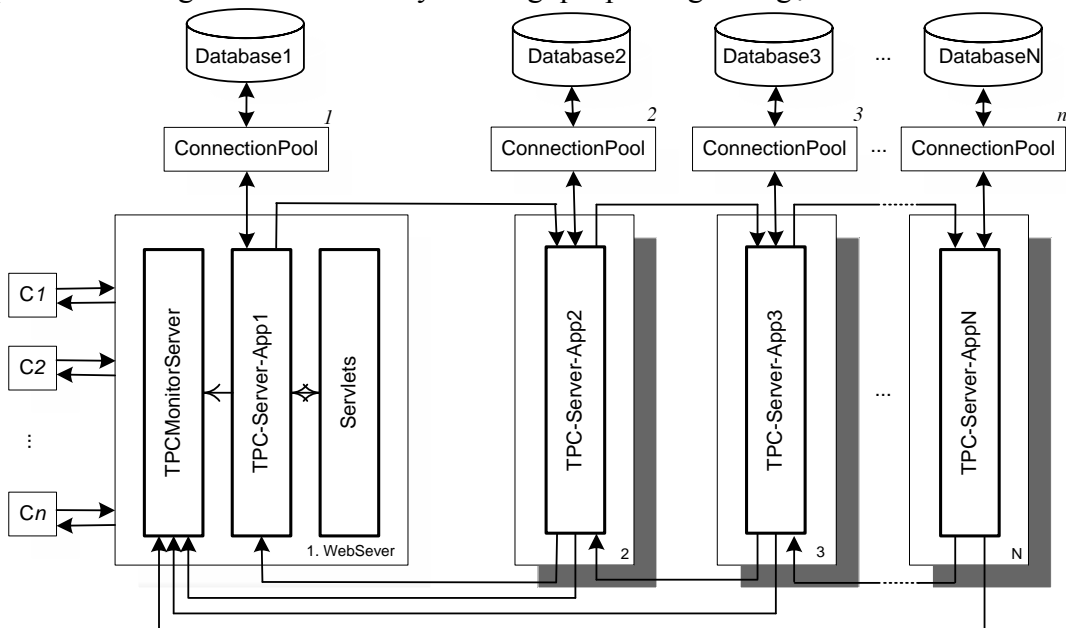 Database1
Database2
Database3
...
DatabaseN
1
2
3
n
ConnectionPool
ConnectionPool
ConnectionPool
...
ConnectionPool
C1
C2
...
Cn
TPCMonitorServer
TPC-Server-App1
Servlets
TPC-Server-App2
TPC-Server-App3
...
TPC-Server-AppN
1. WebSever
2
3
N